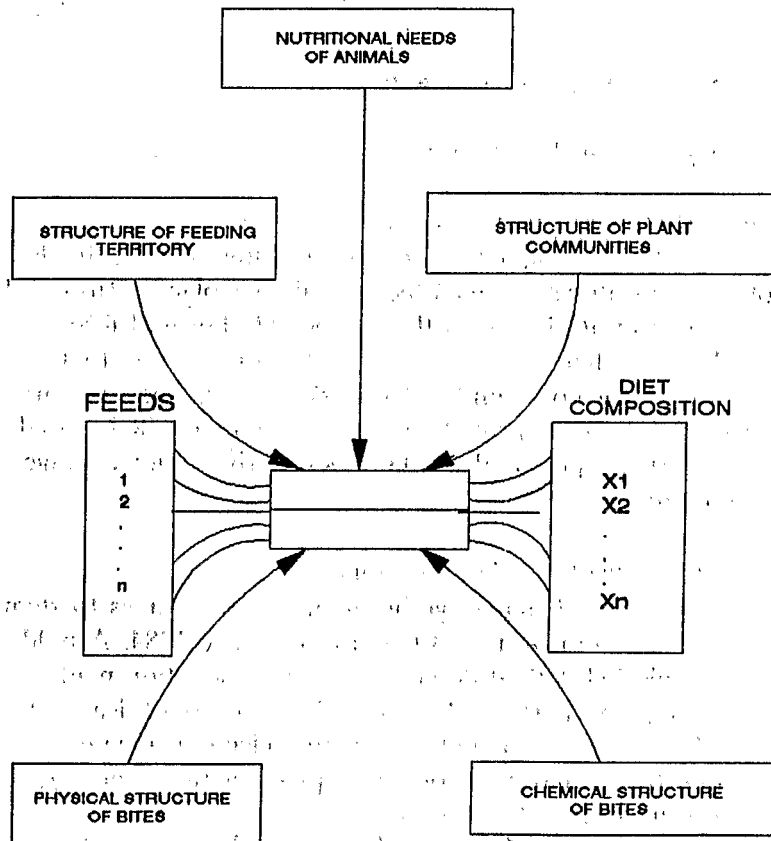 NUTRITIONAL NEEDS
OF ANIMALS
STRUCTURE OF FEEDING
TERRITORY
STRUCTURE OF PLANT
COMMUNITIES
FEEDS
1
2
.
.
.
n
DIET
COMPOSITION
X1
X2
.
.
.
Xn
PHYSICAL STRUCTURE
OF BITES
CHEMICAL STRUCTURE
OF BITES